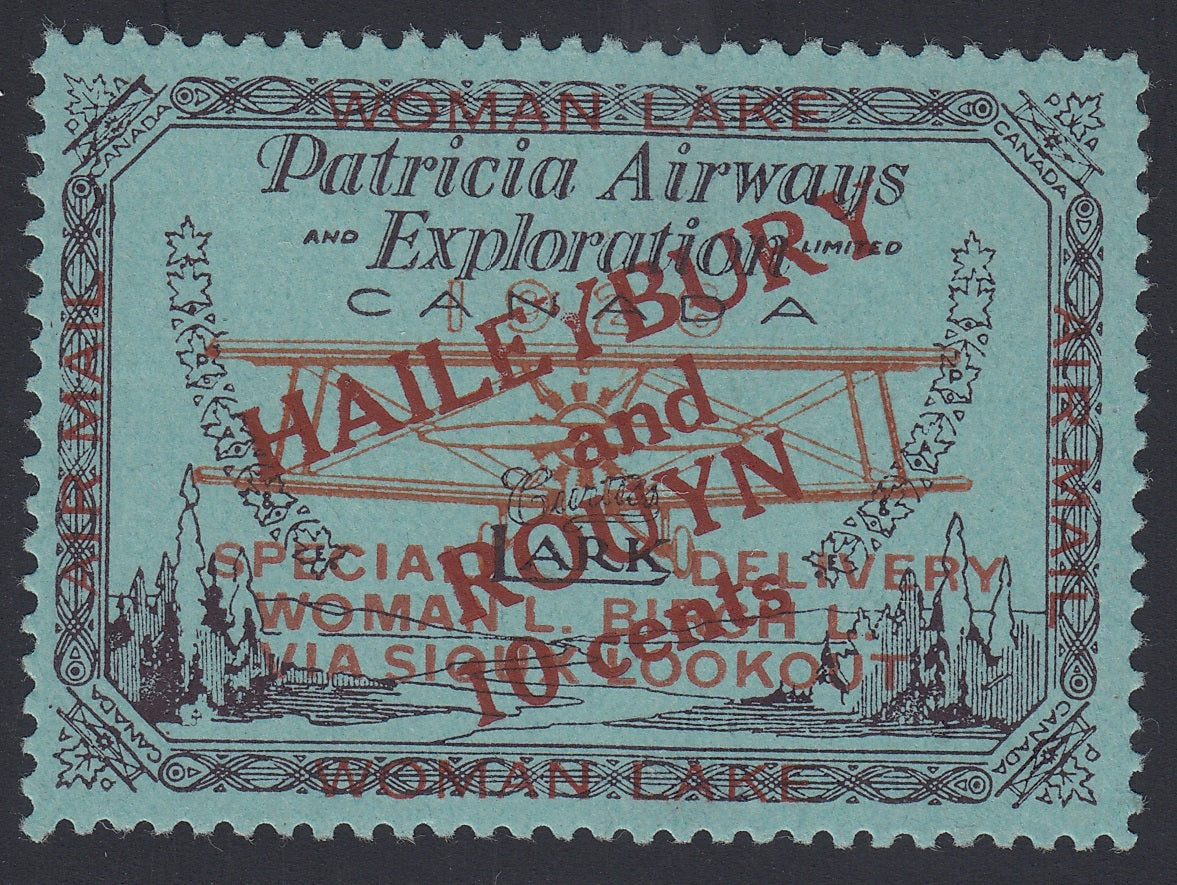 WOMAN LAKE
Patricia Airways
AND Exploration LIMITED
CANADA
1928
HAILEYBURY
and
ROUYN
10 cents
Curtiss
LARK
SPECIAL DELIVERY
WOMAN L. BIRCH L.
VIA SIOUX LOOKOUT
WOMAN LAKE
AIR MAIL
AIR MAIL
CANADA
CANADA
CANADA
CANADA